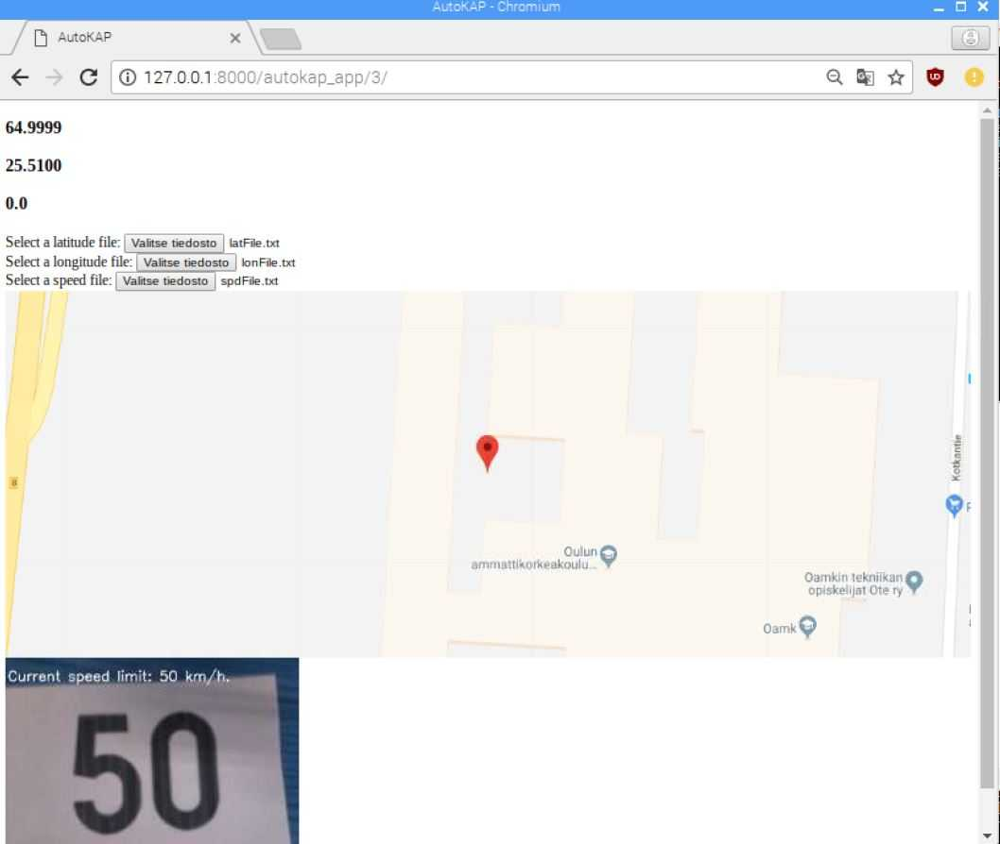 AutoKAP - Chromium
AutoKAP
127.0.0.1:8000/autokap_app/3/
64.9999
25.5100
0.0
Select a latitude file: Valitse tiedosto latFile.txt
Select a longitude file: Valitse tiedosto lonFile.txt
Select a speed file: Valitse tiedosto spdFile.txt
Kotkantie
8
Oulun
ammattikorkeakoulu...
Oamkin tekniikan
opiskelijat Ote ry
Oamk
Current speed limit: 50 km/h.
50